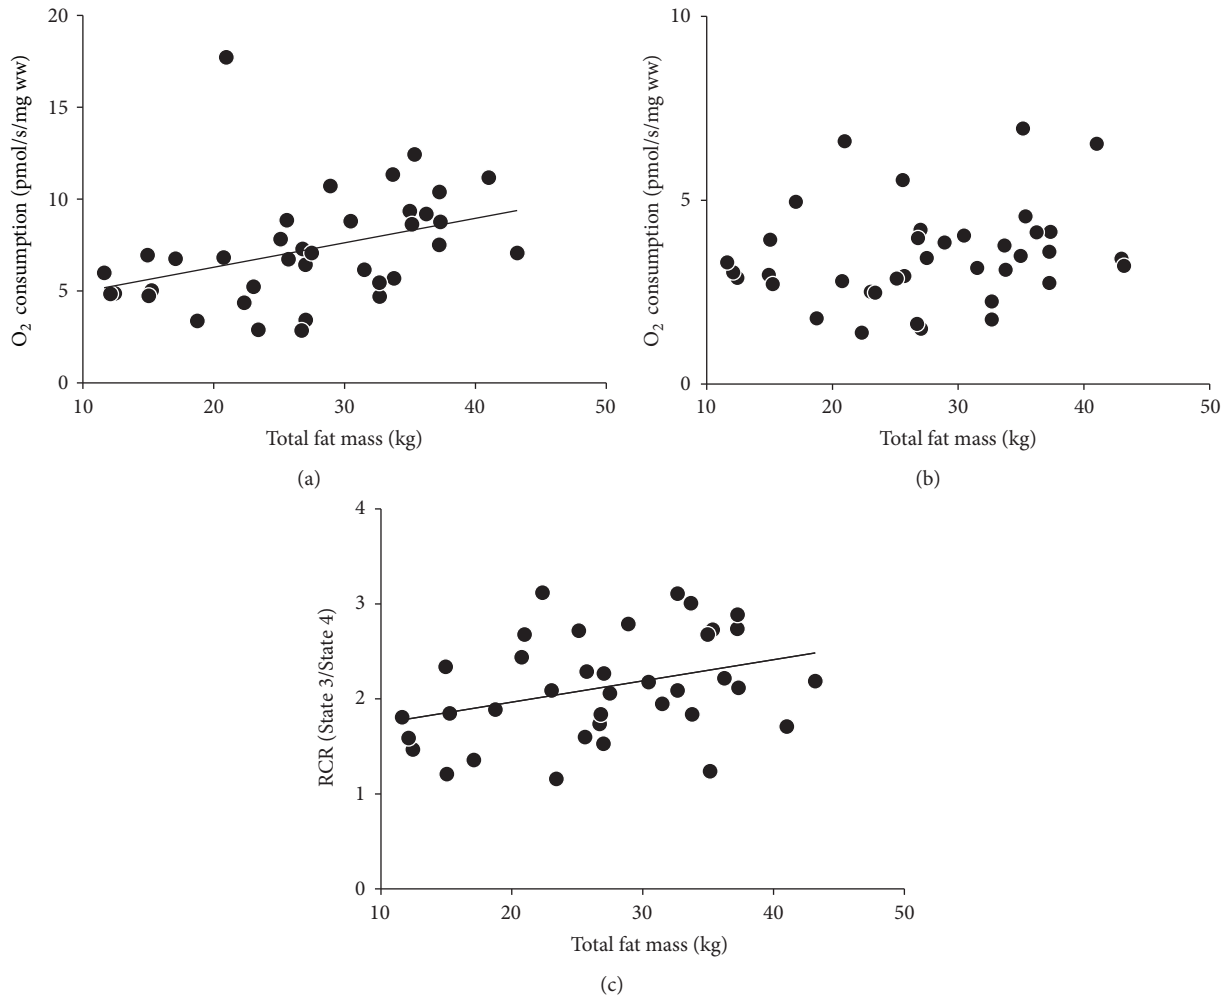 20
15
10
5
0
O2 consumption (pmol/s/mg ww)
10 20 30 40 50
Total fat mass (kg)
(a)
10
5
0
O2 consumption (pmol/s/mg ww)
10 20 30 40 50
Total fat mass (kg)
(b)
4
3
2
1
0
RCR (State 3/State 4)
10 20 30 40 50
Total fat mass (kg)
(c)